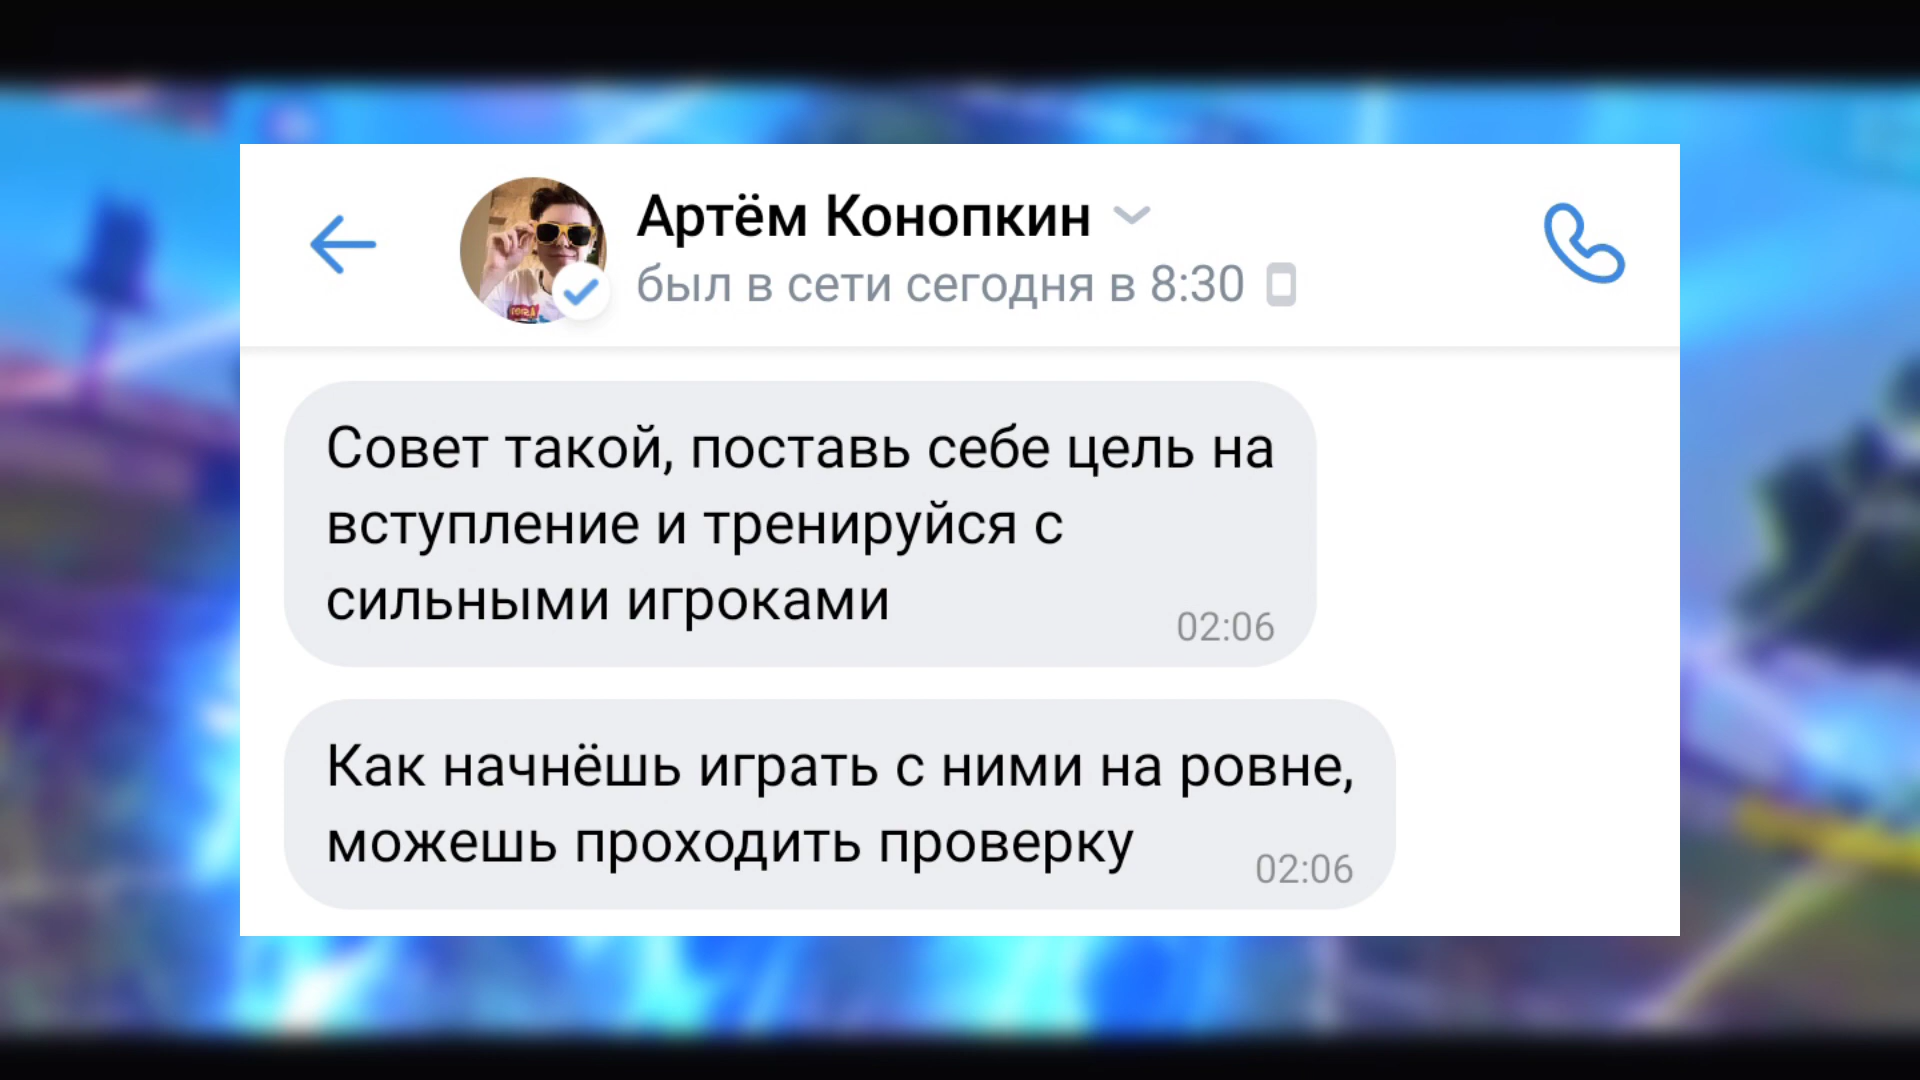 Артём Конопкин
был в сети сегодня в 8:30
Совет такой, поставь себе цель на
вступление и тренируйся с
сильными игроками
02:06
Как начнёшь играть с ними на ровне,
можешь проходить проверку
02:06